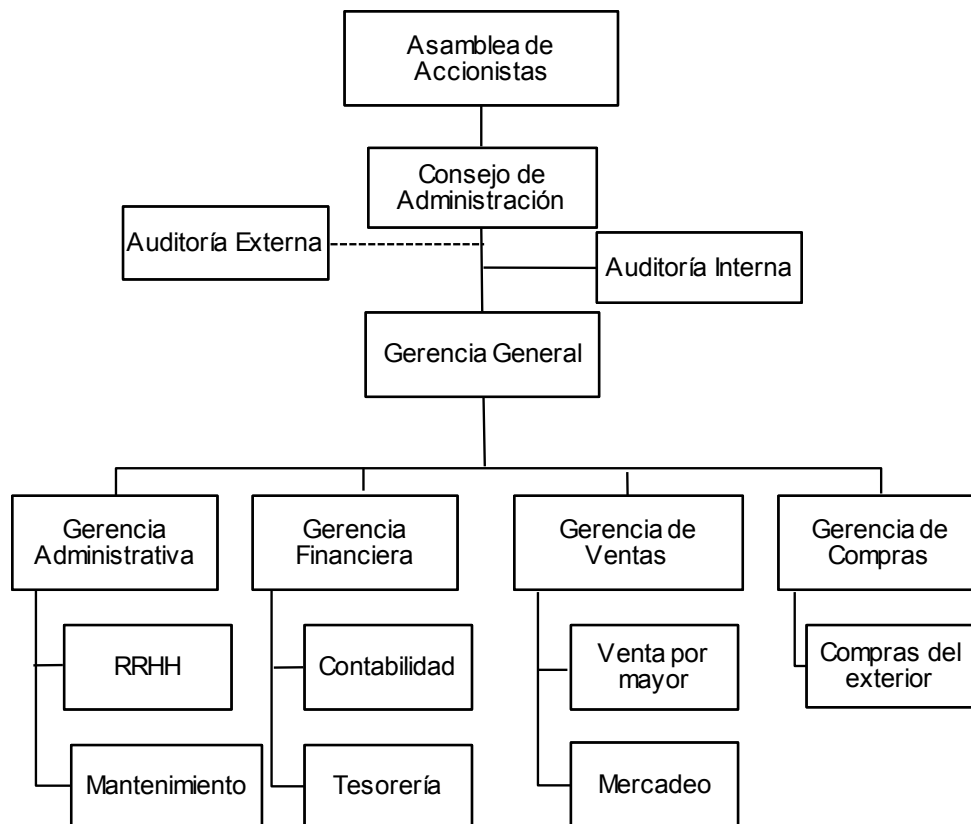 Asamblea de
Accionistas
Consejo de
Administración
Auditoría Externa
Auditoría Interna
Gerencia General
Gerencia
Administrativa
Gerencia
Financiera
Gerencia de
Ventas
Gerencia de
Compras
RRHH
Contabilidad
Venta por
mayor
Compras del
exterior
Mantenimiento
Tesorería
Mercadeo